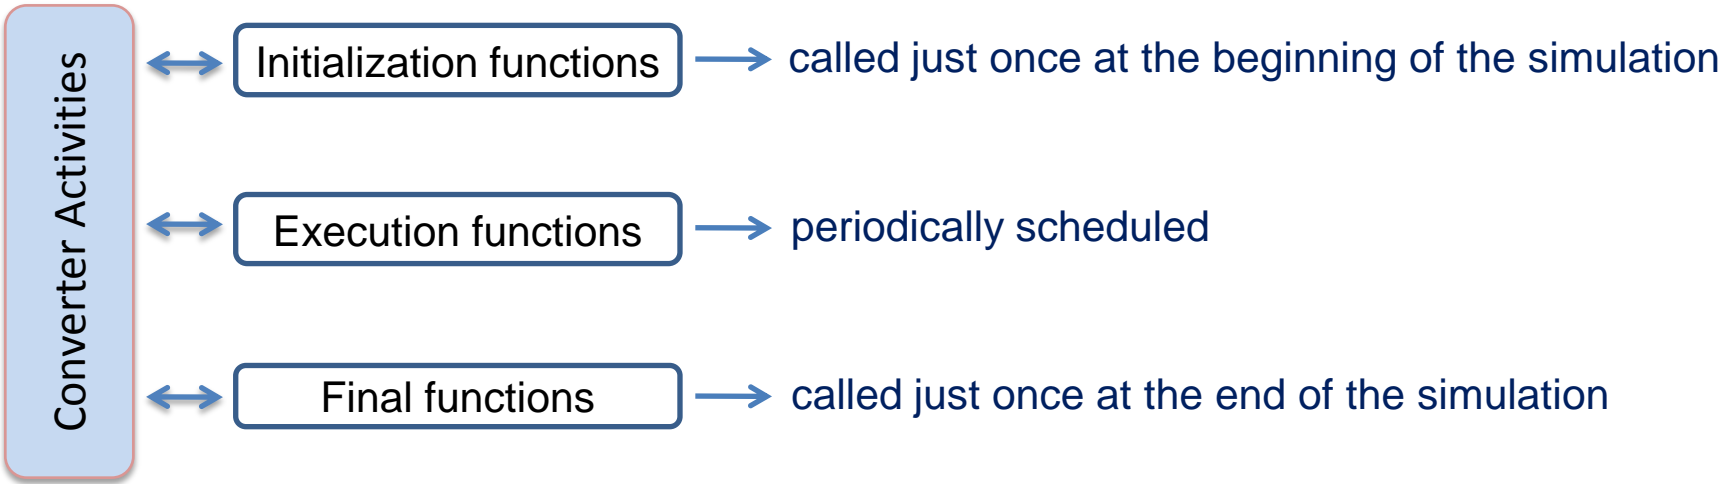 Converter Activities
Initialization functions
called just once at the beginning of the simulation
Execution functions
periodically scheduled
Final functions
called just once at the end of the simulation